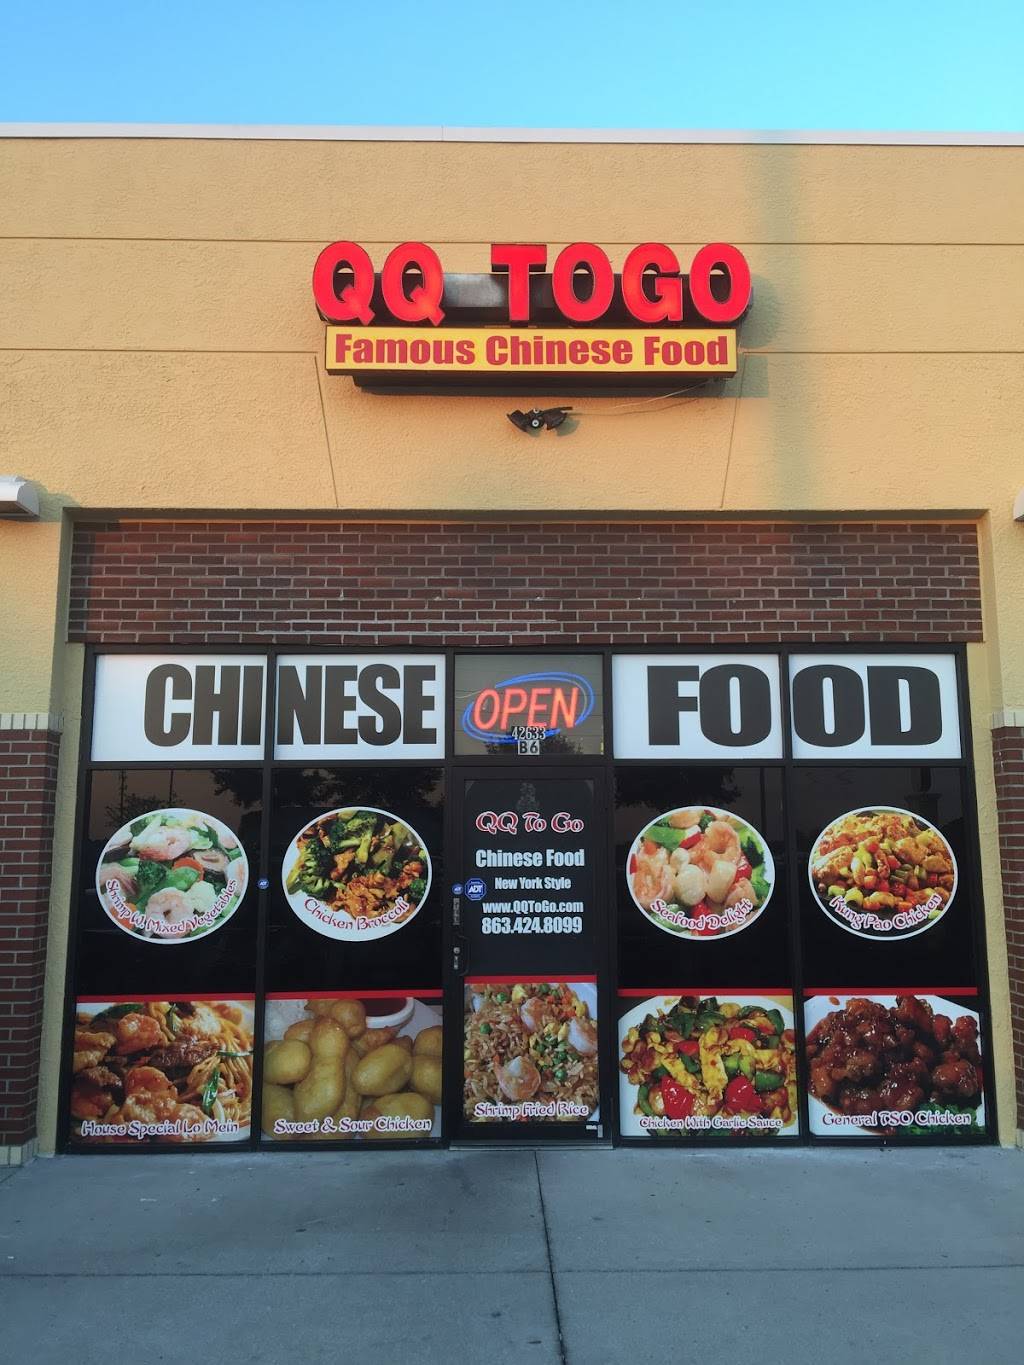 QQ TOGO
Famous Chinese Food
CHINESE
OPEN
42633
B6
FOOD
QQ To Go
Chinese Food
New York Style
www.QQToGo.com
863.424.8099
ADT
Shrimp W. Mixed Vegetables
Chicken Broccoli
Seafood Delight
Kung Pao Chicken
House Special Lo Mein
Sweet & Sour Chicken
Shrimp Fried Rice
Chicken With Garlic Sauce
General TSO Chicken